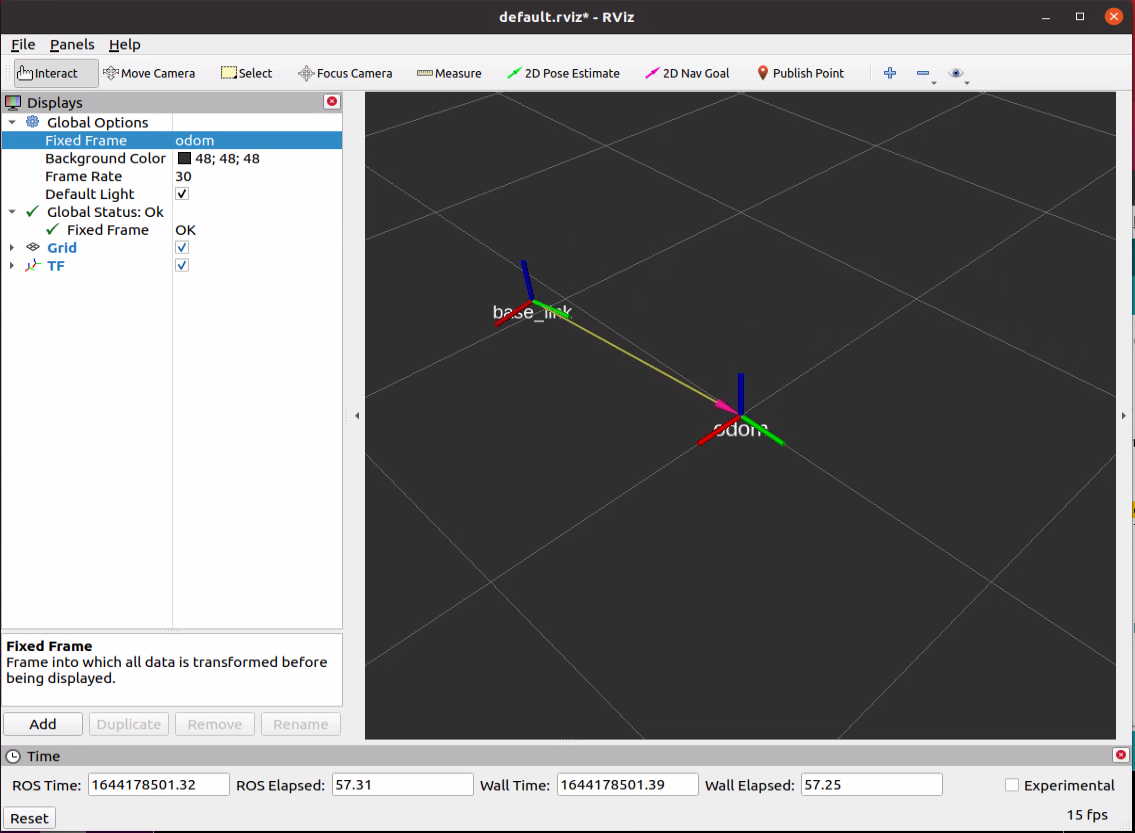 default.rviz* - RViz
File Panels Help
Interact Move Camera Select Focus Camera Measure 2D Pose Estimate 2D Nav Goal Publish Point
Displays
Global Options
Fixed Frame odom
Background Color 48; 48; 48
Frame Rate 30
Default Light
Global Status: Ok
Fixed Frame OK
Grid
TF
base_link
odom
Fixed Frame
Frame into which all data is transformed before
being displayed.
Add Duplicate Remove Rename
Time
ROS Time: 1644178501.32 ROS Elapsed: 57.31 Wall Time: 1644178501.39 Wall Elapsed: 57.25 Experimental
Reset 15 fps